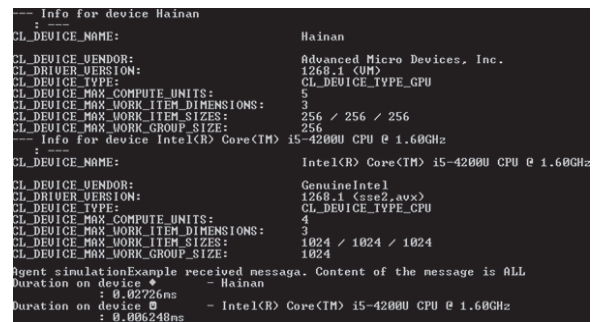 --- Info for device Hainan
: ---
CL_DEVICE_NAME: Hainan
CL_DEVICE_VENDOR: Advanced Micro Devices, Inc.
CL_DRIVER_VERSION: 1268.1 (VM)
CL_DEVICE_TYPE: CL_DEVICE_TYPE_GPU
CL_DEVICE_MAX_COMPUTE_UNITS: 5
CL_DEVICE_MAX_WORK_ITEM_DIMENSIONS: 3
CL_DEVICE_MAX_WORK_ITEM_SIZES: 256 / 256 / 256
CL_DEVICE_MAX_WORK_GROUP_SIZE: 256
--- Info for device Intel(R) Core(TM) i5-4200U CPU @ 1.60GHz
: ---
CL_DEVICE_NAME: Intel(R) Core(TM) i5-4200U CPU @ 1.60GHz
CL_DEVICE_VENDOR: GenuineIntel
CL_DRIVER_VERSION: 1268.1 (sse2,avx)
CL_DEVICE_TYPE: CL_DEVICE_TYPE_CPU
CL_DEVICE_MAX_COMPUTE_UNITS: 4
CL_DEVICE_MAX_WORK_ITEM_DIMENSIONS: 3
CL_DEVICE_MAX_WORK_ITEM_SIZES: 1024 / 1024 / 1024
CL_DEVICE_MAX_WORK_GROUP_SIZE: 1024
Agent simulationExample received messaga. Content of the message is ALL
Duration on device ♦ - Hainan
: 0.02726ms
Duration on device - Intel(R) Core(TM) i5-4200U CPU @ 1.60GHz
: 0.006248ms